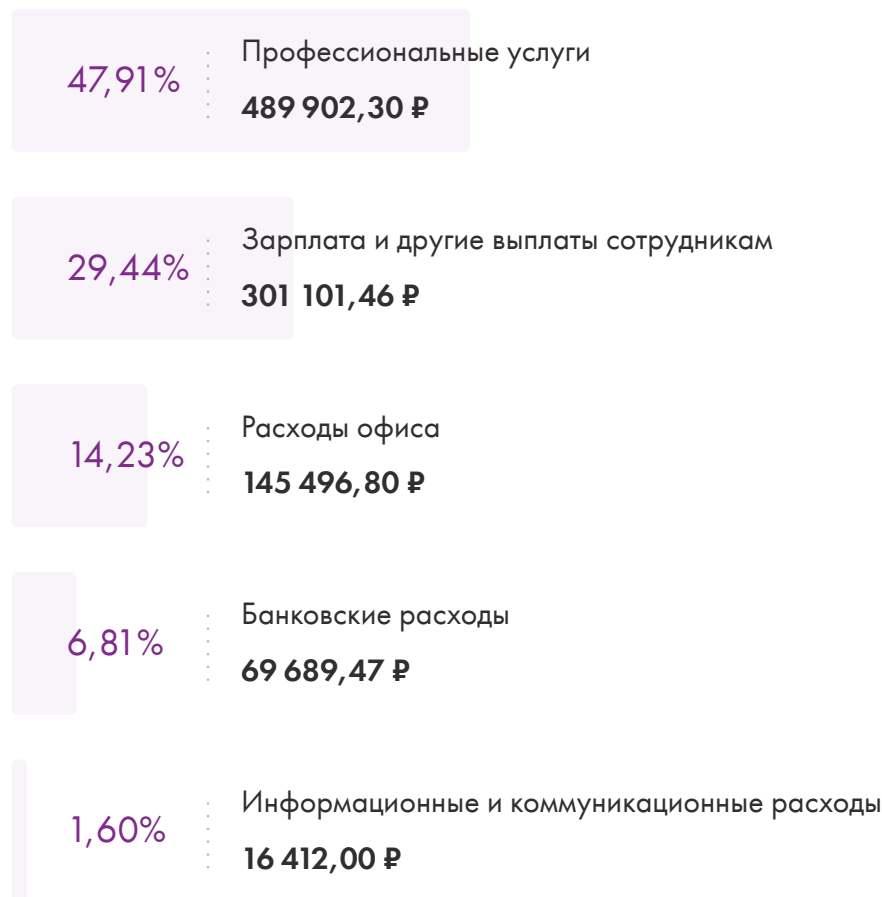 47,91%
Профессиональные услуги
489 902,30 ₽
29,44%
Зарплата и другие выплаты сотрудникам
301 101,46 ₽
14,23%
Расходы офиса
145 496,80 ₽
6,81%
Банковские расходы
69 689,47 ₽
1,60%
Информационные и коммуникационные расходы
16 412,00 ₽